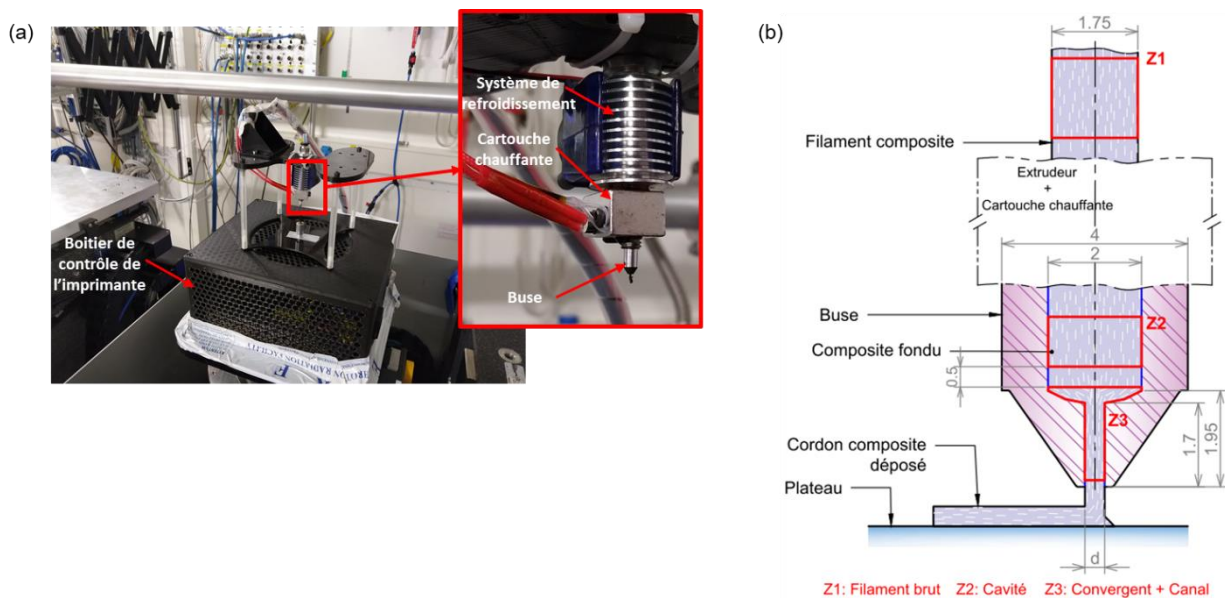 (a)
Boitier de
contrôle de
l'imprimante
Système de
refroidissement
Cartouche
chauffante
Buse
(b)
1.75
Z1
Filament composite
Extrudeur
+
Cartouche chauffante
4
2
Buse
Z2
Composite fondu
0.5
Z3
1.7
1.95
Cordon composite
déposé
Plateau
d
Z1: Filament brut Z2: Cavité Z3: Convergent + Canal